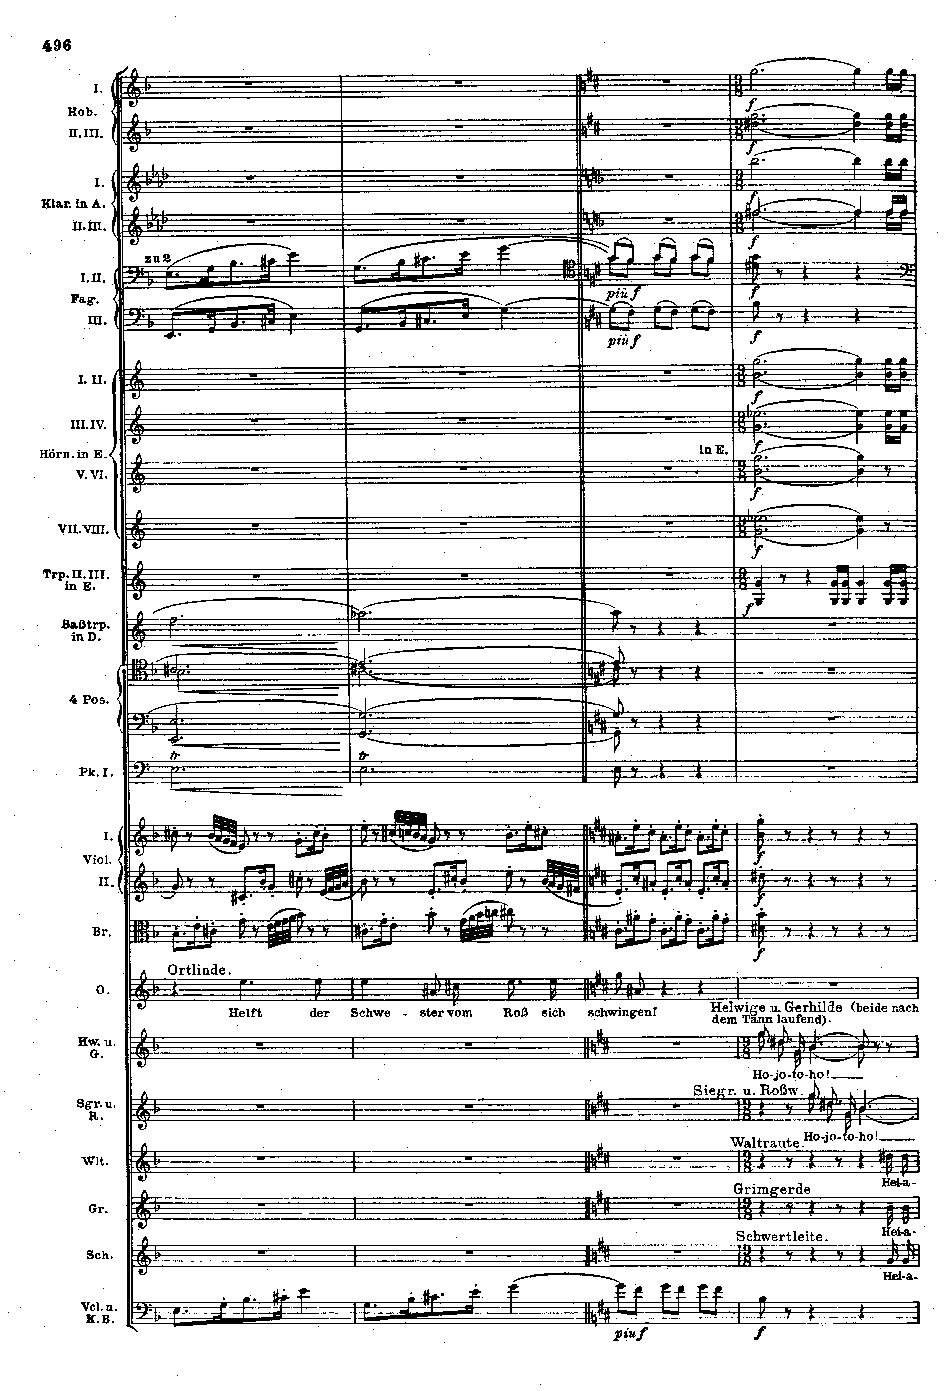 496
I.
Hob.
II. III.
I.
Klar. in A.
II. III.
zu 2
I. II.
Fag.
III.
più f
più f
f
f
f
f
f
f
I. II.
III. IV.
Hörn. in E.
V. VI.
VII. VIII.
in E.
f
f
f
f
Trp. II. III.
in E.
f
Baßtrp.
in D.
4 Pos.
tr
tr
Pk. I.
I.
Viol.
II.
Br.
f
f
f
Ortlinde.
O.
Helft der Schwe - ster vom Roß sich schwingen!
Helwige u. Gerhilde (beide nach
dem Tann laufend).
Hw. u.
G.
Ho-jo-to-ho!
Siegr. u. Roßw.
Sgr. u.
R.
Ho-jo-to-ho!
Waltraute.
Wlt.
Hei-a-
Grimgerde
Gr.
Hei-a-
Schwertleite.
Sch.
Hei-a-
Vcl. u.
K. B.
più f
f